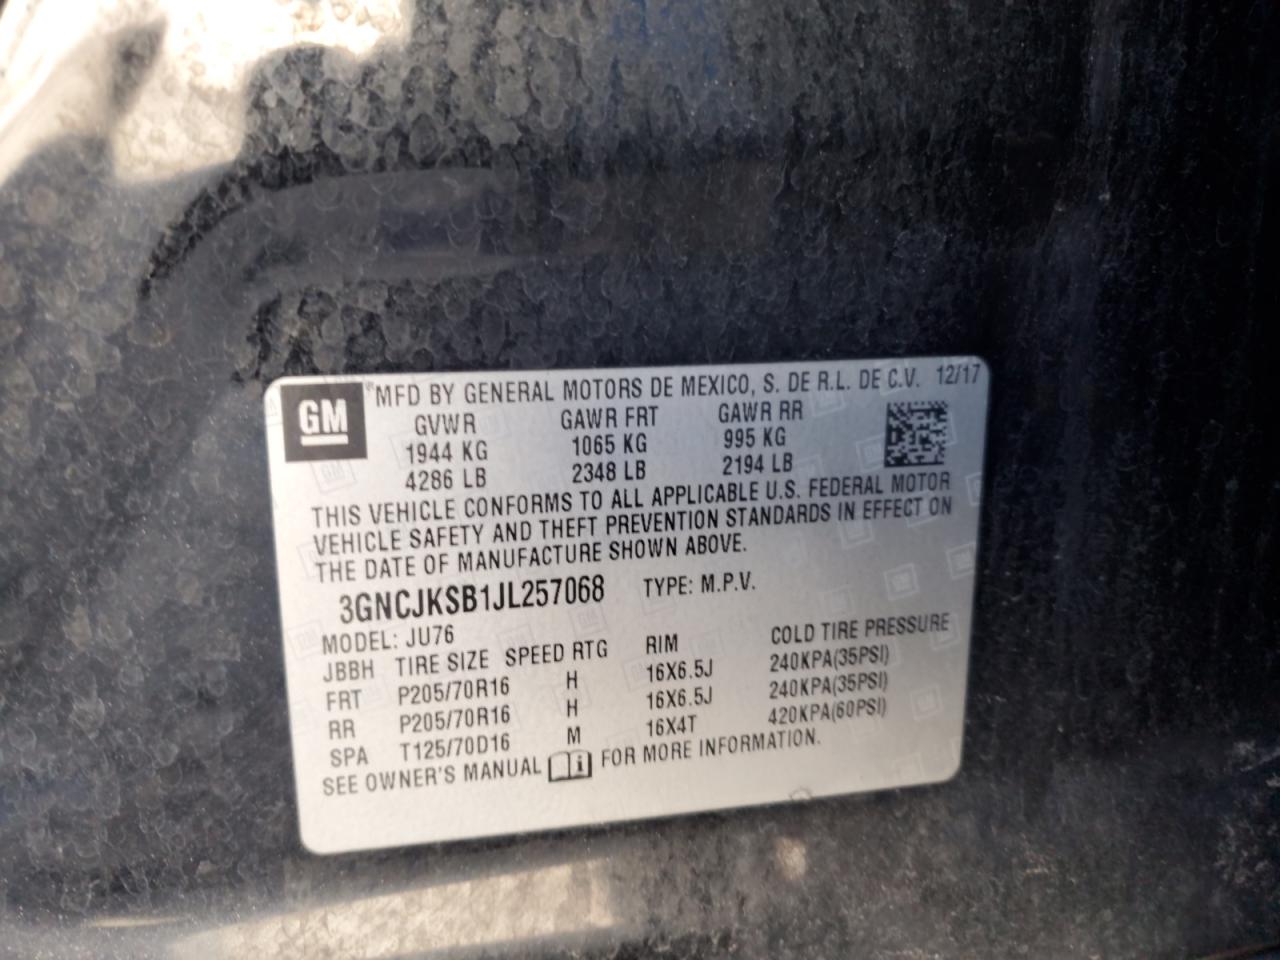 GM
MFD BY GENERAL MOTORS DE MEXICO, S. DE R.L. DE C.V. 12/17
GVWR GAWR FRT GAWR RR
1944 KG 1065 KG 995 KG
4286 LB 2348 LB 2194 LB
THIS VEHICLE CONFORMS TO ALL APPLICABLE U.S. FEDERAL MOTOR
VEHICLE SAFETY AND THEFT PREVENTION STANDARDS IN EFFECT ON
THE DATE OF MANUFACTURE SHOWN ABOVE.
3GNCJKSB1JL257068 TYPE: M.P.V.
MODEL: JU76
JBBH TIRE SIZE SPEED RTG RIM COLD TIRE PRESSURE
FRT P205/70R16 H 16X6.5J 240KPA(35PSI)
RR P205/70R16 H 16X6.5J 240KPA(35PSI)
SPA T125/70D16 M 16X4T 420KPA(60PSI)
SEE OWNER'S MANUAL FOR MORE INFORMATION.